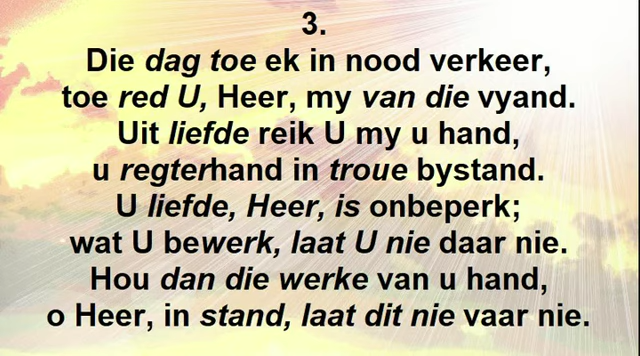 3.
Die dag toe ek in nood verkeer,
toe red U, Heer, my van die vyand.
Uit liefde reik U my u hand,
u regterhand in troue bystand.
U liefde, Heer, is onbeperk;
wat U bewerk, laat U nie daar nie.
Hou dan die werke van u hand,
o Heer, in stand, laat dit nie vaar nie.